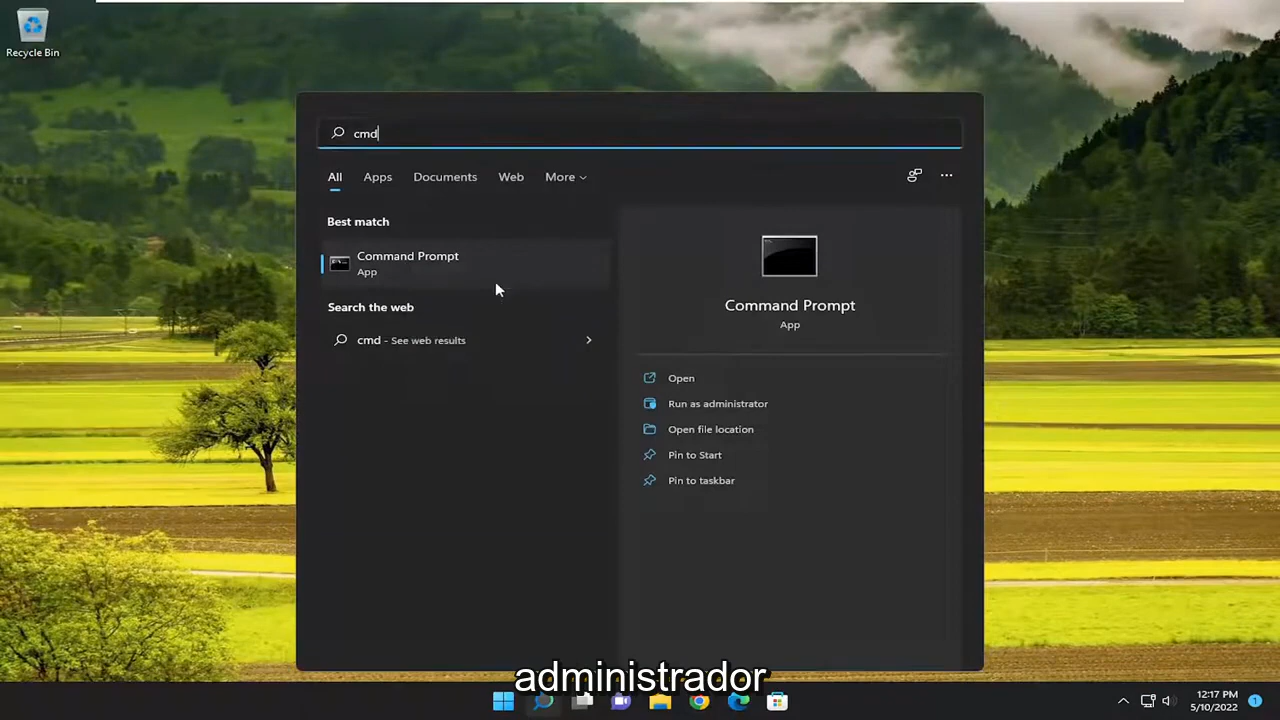 Recycle Bin
cmd
All Apps Documents Web More
Best match
Command Prompt
App
Search the web
cmd - See web results
Command Prompt
App
Open
Run as administrator
Open file location
Pin to Start
Pin to taskbar
administrador
12:17 PM
5/10/2022
1